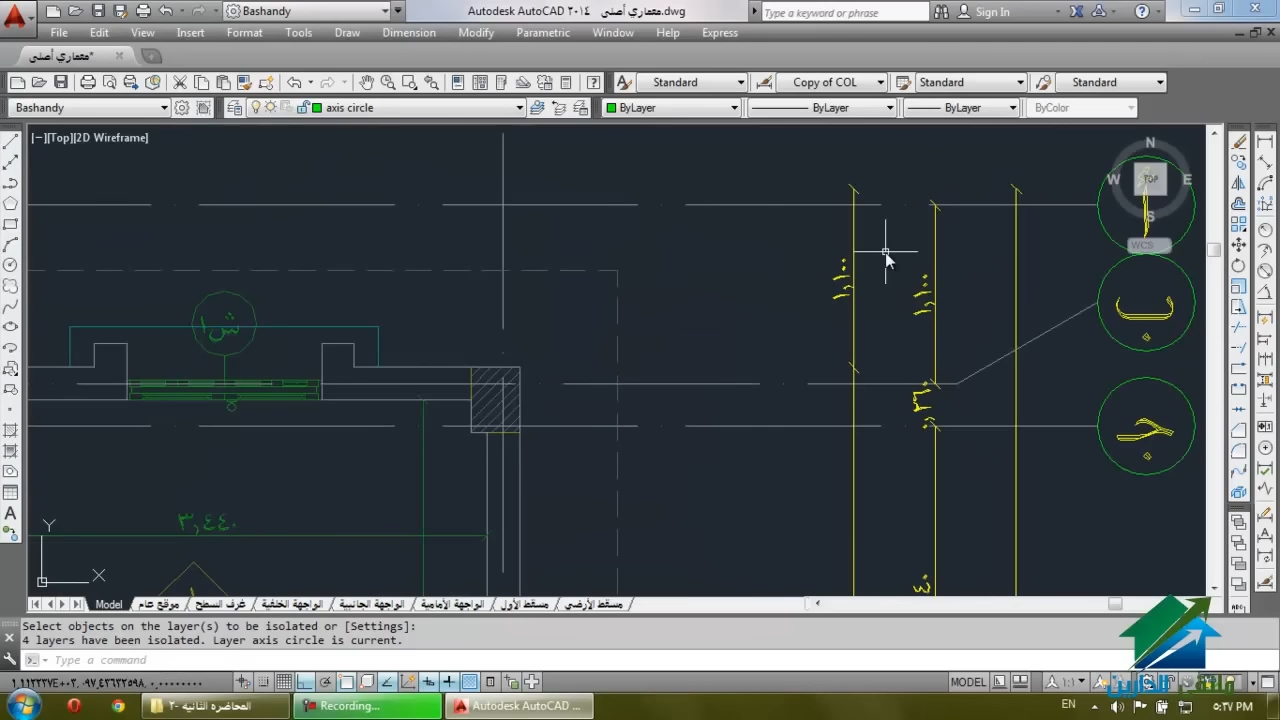 Bashandy
Autodesk AutoCAD ٢٠١٤ معماري أصلى.dwg
Type a keyword or phrase
Sign In
File Edit View Insert Format Tools Draw Dimension Modify Parametric Window Help Express
معماري أصلى*
Standard Copy of COL Standard Standard
Bashandy axis circle ByLayer ByLayer ByLayer ByColor
[−][Top][2D Wireframe]
N
W TOP E
S
WCS
ش١
ب
٣,٤٤٠
Y
X
Model موقع عام غرف السطح الواجهة الخلفية الواجهة الجانبية الواجهة الأمامية مسقط الأول مسقط الأرضي
Select objects on the layer(s) to be isolated or [Settings]:
4 layers have been isolated. Layer axis circle is current.
Type a command
MODEL 1:1
المحاضره الثانيه -٢ Recording... Autodesk AutoCAD ...
EN ٥:٢٧ PM